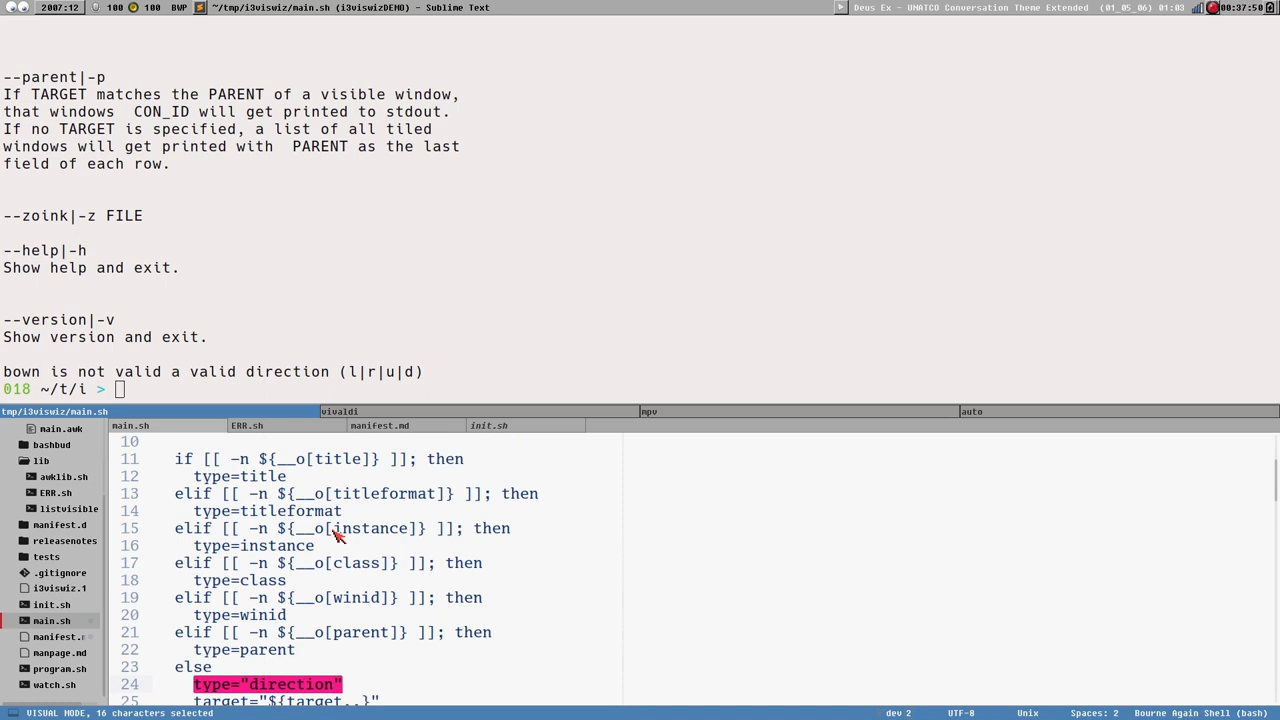 2007:12 100 100 BWP ~/tmp/i3viswiz/main.sh (i3viswizDEMO) - Sublime Text Deus Ex - UNATCO Conversation Theme Extended (01_05_06) 01:03 00:37:50
--parent|-p
If TARGET matches the PARENT of a visible window,
that windows  CON_ID will get printed to stdout.
If no TARGET is specified, a list of all tiled
windows will get printed with  PARENT as the last
field of each row.
--zoink|-z FILE
--help|-h
Show help and exit.
--version|-v
Show version and exit.
bown is not valid a valid direction (l|r|u|d)
018 ~/t/i >
tmp/i3viswiz/main.sh vivaldi mpv auto
main.sh ERR.sh manifest.md init.sh
main.awk
bashbud
lib
awklib.sh
ERR.sh
listvisible
manifest.d
releasenotes
tests
.gitignore
i3viswiz.1
init.sh
main.sh
manifest.
manpage.md
program.sh
watch.sh
10
11 if [[ -n ${__o[title]} ]]; then
12 type=title
13 elif [[ -n ${__o[titleformat]} ]]; then
14 type=titleformat
15 elif [[ -n ${__o[instance]} ]]; then
16 type=instance
17 elif [[ -n ${__o[class]} ]]; then
18 type=class
19 elif [[ -n ${__o[winid]} ]]; then
20 type=winid
21 elif [[ -n ${__o[parent]} ]]; then
22 type=parent
23 else
24 type="direction"
25 target="${target,,}"
VISUAL MODE, 16 characters selected dev 2 UTF-8 Unix Spaces: 2 Bourne Again Shell (bash)